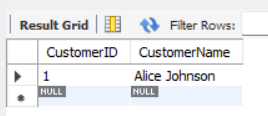 Result Grid Filter Rows:
CustomerID CustomerName
1 Alice Johnson
NULL NULL